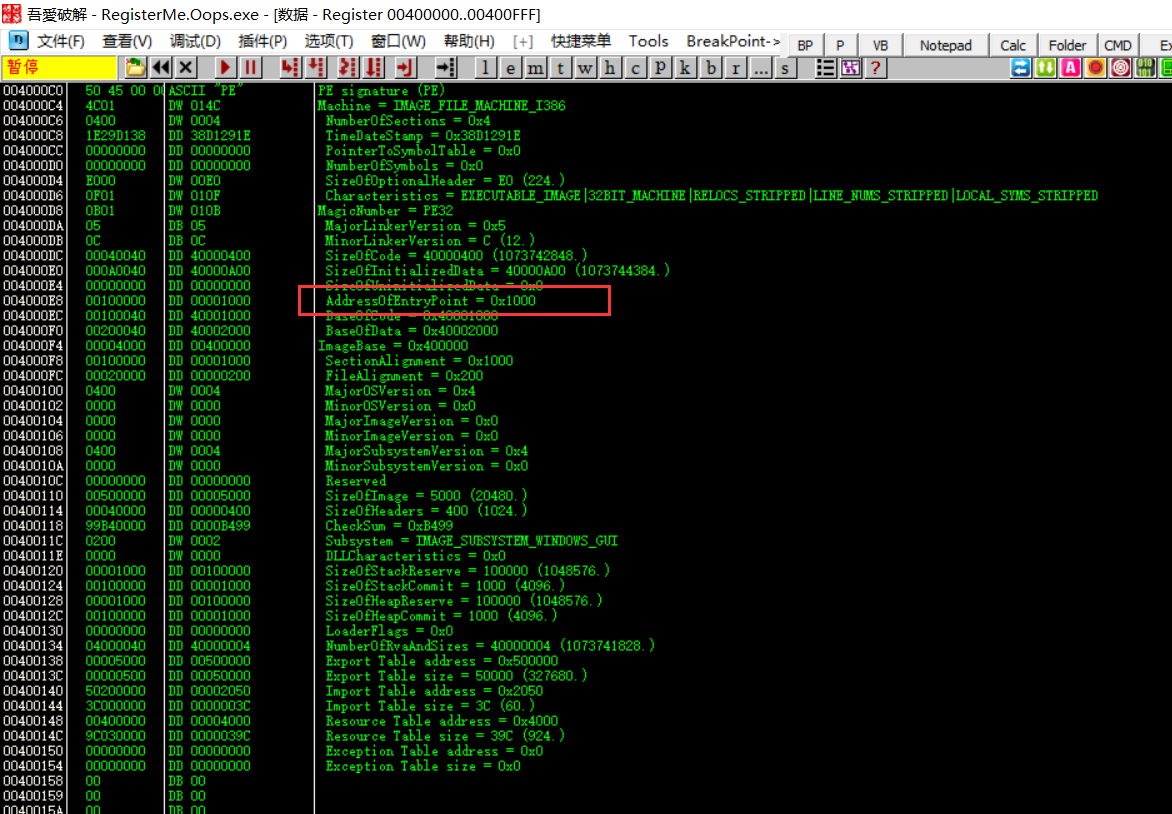 吾愛破解 - RegisterMe.Oops.exe - [数据 - Register 00400000..00400FFF]
文件(F) 查看(V) 调试(D) 插件(P) 选项(T) 窗口(W) 帮助(H) [+] 快捷菜单 Tools BreakPoint-> BP P VB Notepad Calc Folder CMD Ex
暂停 l e m t w h c p k b r ... s ?
004000C0 50 45 00 00 ASCII "PE" PE signature (PE)
004000C4 4C01 DW 014C Machine = IMAGE_FILE_MACHINE_I386
004000C6 0400 DW 0004 NumberOfSections = 0x4
004000C8 1E29D138 DD 38D1291E TimeDateStamp = 0x38D1291E
004000CC 00000000 DD 00000000 PointerToSymbolTable = 0x0
004000D0 00000000 DD 00000000 NumberOfSymbols = 0x0
004000D4 E000 DW 00E0 SizeOfOptionalHeader = E0 (224.)
004000D6 0F01 DW 010F Characteristics = EXECUTABLE_IMAGE|32BIT_MACHINE|RELOCS_STRIPPED|LINE_NUMS_STRIPPED|LOCAL_SYMS_STRIPPED
004000D8 0B01 DW 010B MagicNumber = PE32
004000DA 05 DB 05 MajorLinkerVersion = 0x5
004000DB 0C DB 0C MinorLinkerVersion = C (12.)
004000DC 00040040 DD 40000400 SizeOfCode = 40000400 (1073742848.)
004000E0 000A0040 DD 40000A00 SizeOfInitializedData = 40000A00 (1073744384.)
004000E4 00000000 DD 00000000 SizeOfUninitializedData = 0x0
004000E8 00100000 DD 00001000 AddressOfEntryPoint = 0x1000
004000EC 00100040 DD 40001000 BaseOfCode = 0x40001000
004000F0 00200040 DD 40002000 BaseOfData = 0x40002000
004000F4 00004000 DD 00400000 ImageBase = 0x400000
004000F8 00100000 DD 00001000 SectionAlignment = 0x1000
004000FC 00020000 DD 00000200 FileAlignment = 0x200
00400100 0400 DW 0004 MajorOSVersion = 0x4
00400102 0000 DW 0000 MinorOSVersion = 0x0
00400104 0000 DW 0000 MajorImageVersion = 0x0
00400106 0000 DW 0000 MinorImageVersion = 0x0
00400108 0400 DW 0004 MajorSubsystemVersion = 0x4
0040010A 0000 DW 0000 MinorSubsystemVersion = 0x0
0040010C 00000000 DD 00000000 Reserved
00400110 00500000 DD 00005000 SizeOfImage = 5000 (20480.)
00400114 00040000 DD 00000400 SizeOfHeaders = 400 (1024.)
00400118 99B40000 DD 0000B499 CheckSum = 0xB499
0040011C 0200 DW 0002 Subsystem = IMAGE_SUBSYSTEM_WINDOWS_GUI
0040011E 0000 DW 0000 DLLCharacteristics = 0x0
00400120 00001000 DD 00100000 SizeOfStackReserve = 100000 (1048576.)
00400124 00100000 DD 00001000 SizeOfStackCommit = 1000 (4096.)
00400128 00001000 DD 00100000 SizeOfHeapReserve = 100000 (1048576.)
0040012C 00100000 DD 00001000 SizeOfHeapCommit = 1000 (4096.)
00400130 00000000 DD 00000000 LoaderFlags = 0x0
00400134 04000040 DD 40000004 NumberOfRvaAndSizes = 40000004 (1073741828.)
00400138 00005000 DD 00500000 Export Table address = 0x500000
0040013C 00000500 DD 00050000 Export Table size = 50000 (327680.)
00400140 50200000 DD 00002050 Import Table address = 0x2050
00400144 3C000000 DD 0000003C Import Table size = 3C (60.)
00400148 00400000 DD 00004000 Resource Table address = 0x4000
0040014C 9C030000 DD 0000039C Resource Table size = 39C (924.)
00400150 00000000 DD 00000000 Exception Table address = 0x0
00400154 00000000 DD 00000000 Exception Table size = 0x0
00400158 00 DB 00
00400159 00 DB 00
0040015A 00 DB 00